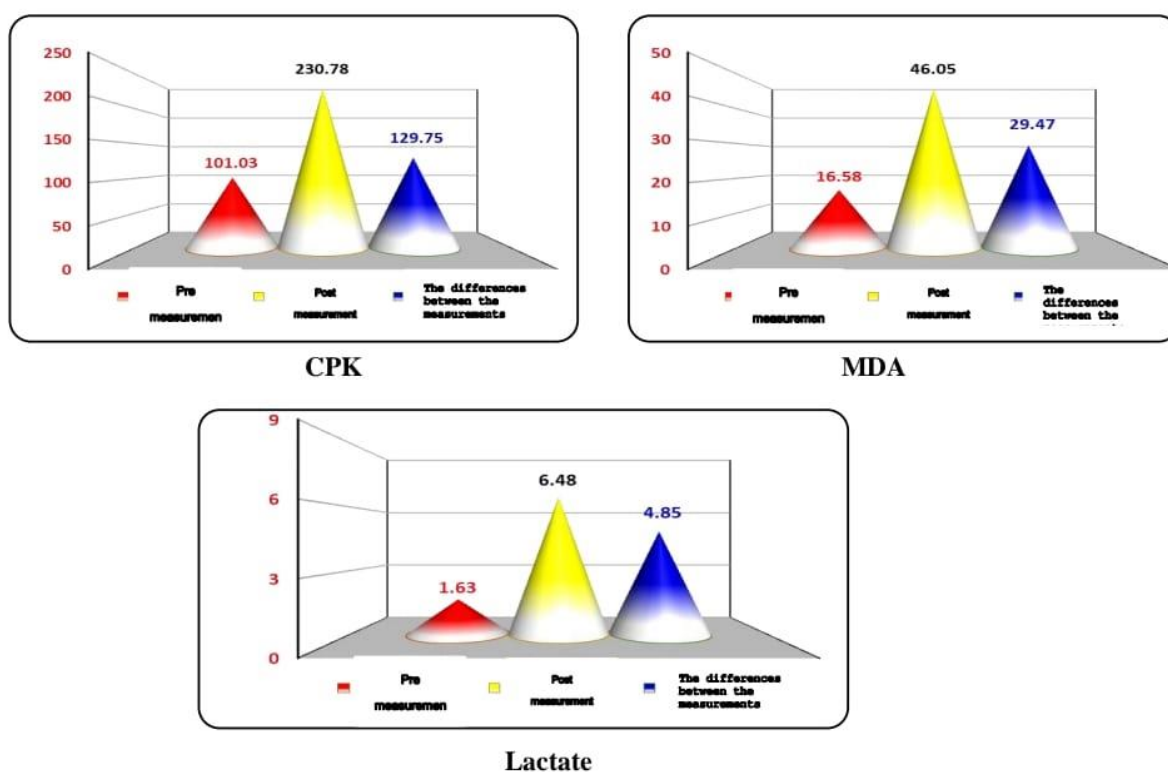 250
200
150
100
50
0
101.03
230.78
129.75
Pre
measuremen
Post
measurement
The differences
between the
measurements
CPK
50
40
30
20
10
0
16.58
46.05
29.47
Pre
measuremen
Post
measurement
The
differences
between the
MDA
9
6
3
0
1.63
6.48
4.85
Pre
measuremen
Post
measurement
The differences
between the
measurements
Lactate